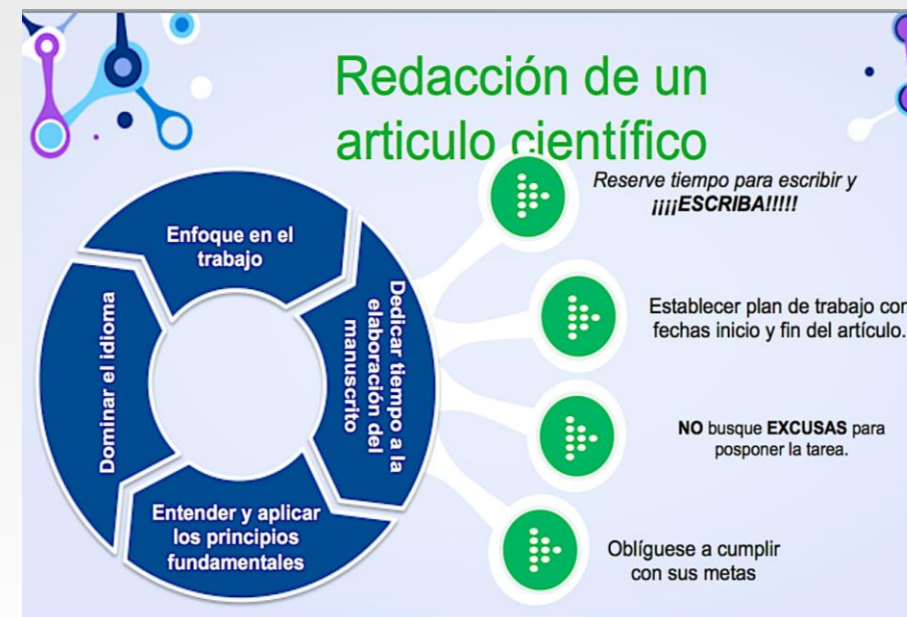 Redacción de un
articulo científico
Enfoque en el
trabajo
Dedicar tiempo a la
elaboración del
manuscrito
Entender y aplicar
los principios
fundamentales
Dominar el idioma
Reserve tiempo para escribir y
¡¡¡¡ESCRIBA!!!!!
Establecer plan de trabajo con
fechas inicio y fin del artículo.
NO busque EXCUSAS para
posponer la tarea.
Oblíguese a cumplir
con sus metas